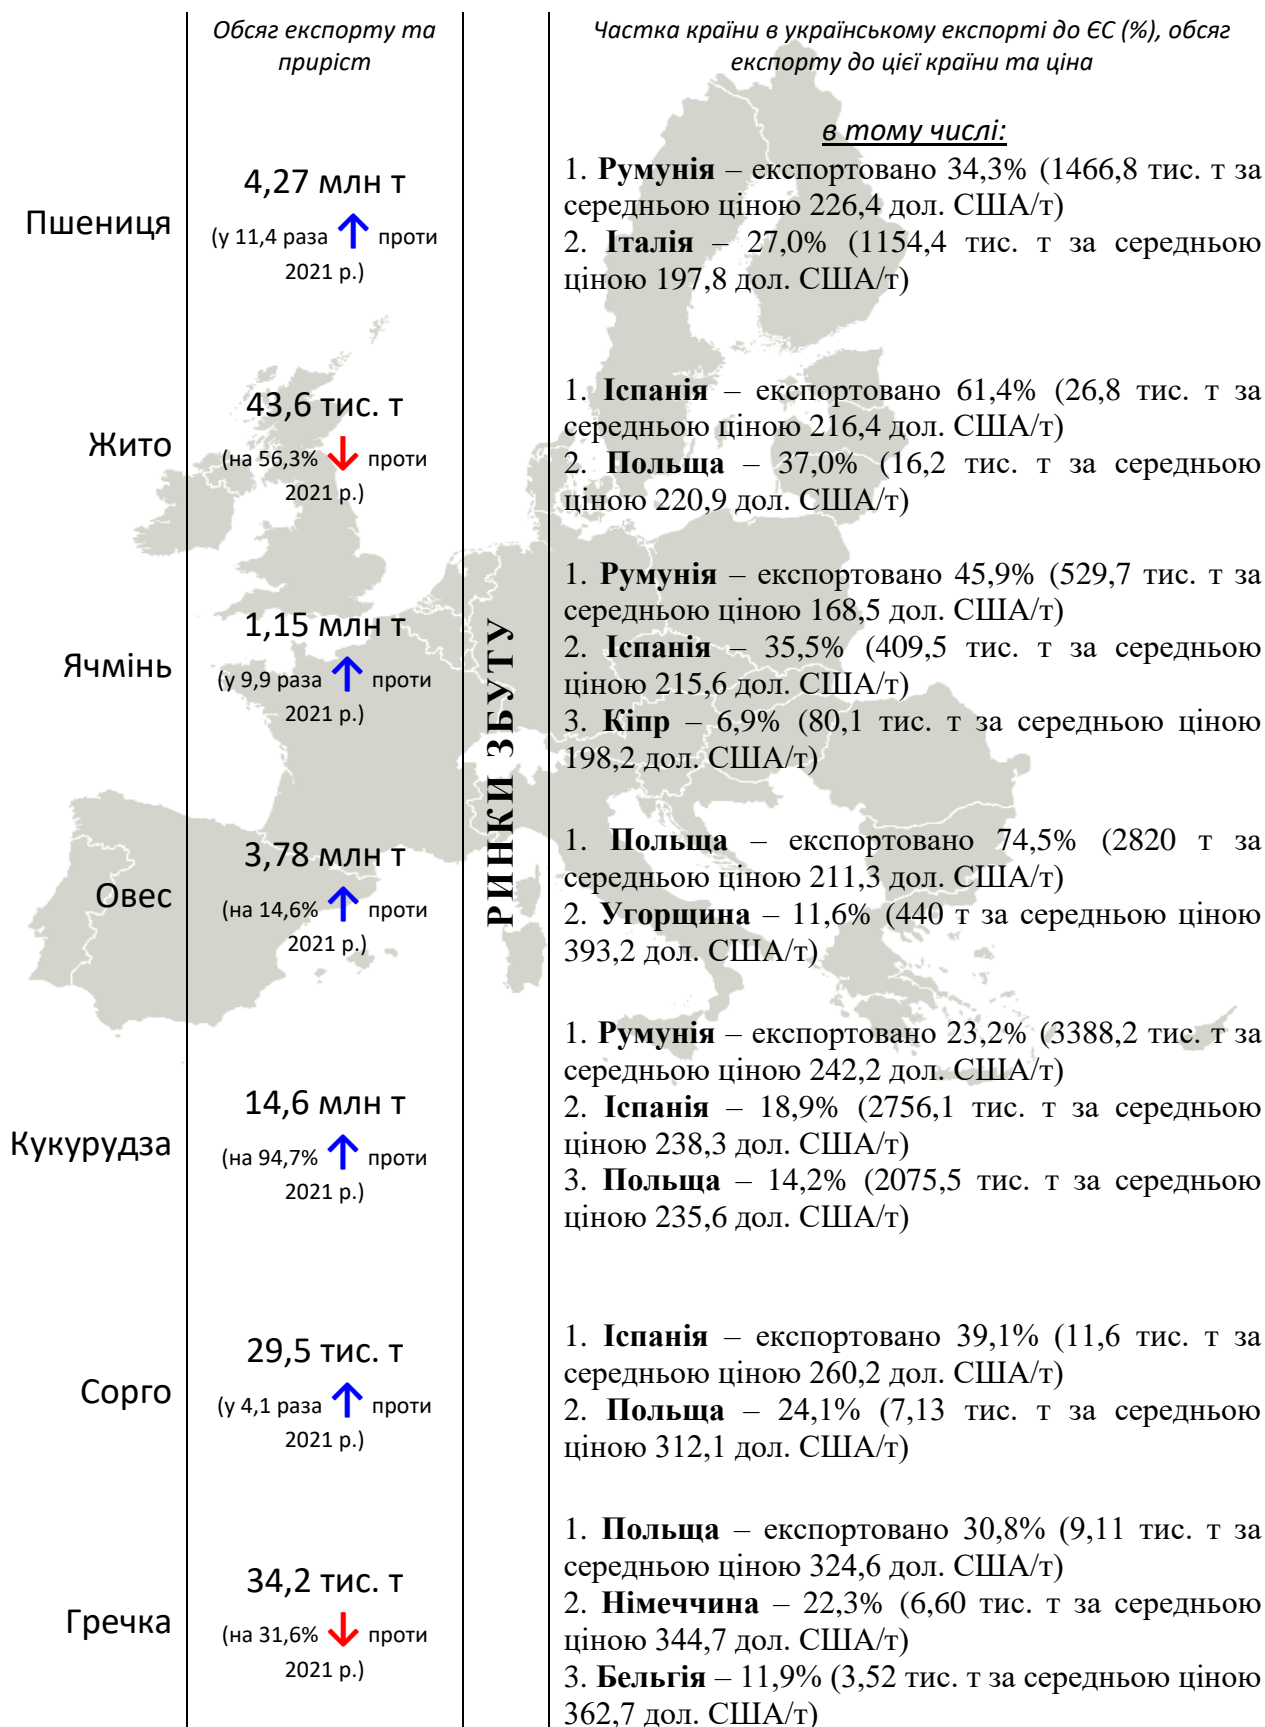 Обсяг експорту та
приріст
Частка країни в українському експорті до ЄС (%), обсяг
експорту до цієї країни та ціна
РИНКИ ЗБУТУ
в тому числі:
Пшениця
4,27 млн т
(у 11,4 раза ↑ проти
2021 р.)
1. Румунія – експортовано 34,3% (1466,8 тис. т за
середньою ціною 226,4 дол. США/т)
2. Італія – 27,0% (1154,4 тис. т за середньою
ціною 197,8 дол. США/т)
Жито
43,6 тис. т
(на 56,3% ↓ проти
2021 р.)
1. Іспанія – експортовано 61,4% (26,8 тис. т за
середньою ціною 216,4 дол. США/т)
2. Польща – 37,0% (16,2 тис. т за середньою
ціною 220,9 дол. США/т)
Ячмінь
1,15 млн т
(у 9,9 раза ↑ проти
2021 р.)
1. Румунія – експортовано 45,9% (529,7 тис. т за
середньою ціною 168,5 дол. США/т)
2. Іспанія – 35,5% (409,5 тис. т за середньою
ціною 215,6 дол. США/т)
3. Кіпр – 6,9% (80,1 тис. т за середньою ціною
198,2 дол. США/т)
Овес
3,78 млн т
(на 14,6% ↑ проти
2021 р.)
1. Польща – експортовано 74,5% (2820 т за
середньою ціною 211,3 дол. США/т)
2. Угорщина – 11,6% (440 т за середньою ціною
393,2 дол. США/т)
Кукурудза
14,6 млн т
(на 94,7% ↑ проти
2021 р.)
1. Румунія – експортовано 23,2% (3388,2 тис. т за
середньою ціною 242,2 дол. США/т)
2. Іспанія – 18,9% (2756,1 тис. т за середньою
ціною 238,3 дол. США/т)
3. Польща – 14,2% (2075,5 тис. т за середньою
ціною 235,6 дол. США/т)
Сорго
29,5 тис. т
(у 4,1 раза ↑ проти
2021 р.)
1. Іспанія – експортовано 39,1% (11,6 тис. т за
середньою ціною 260,2 дол. США/т)
2. Польща – 24,1% (7,13 тис. т за середньою
ціною 312,1 дол. США/т)
Гречка
34,2 тис. т
(на 31,6% ↓ проти
2021 р.)
1. Польща – експортовано 30,8% (9,11 тис. т за
середньою ціною 324,6 дол. США/т)
2. Німеччина – 22,3% (6,60 тис. т за середньою
ціною 344,7 дол. США/т)
3. Бельгія – 11,9% (3,52 тис. т за середньою ціною
362,7 дол. США/т)